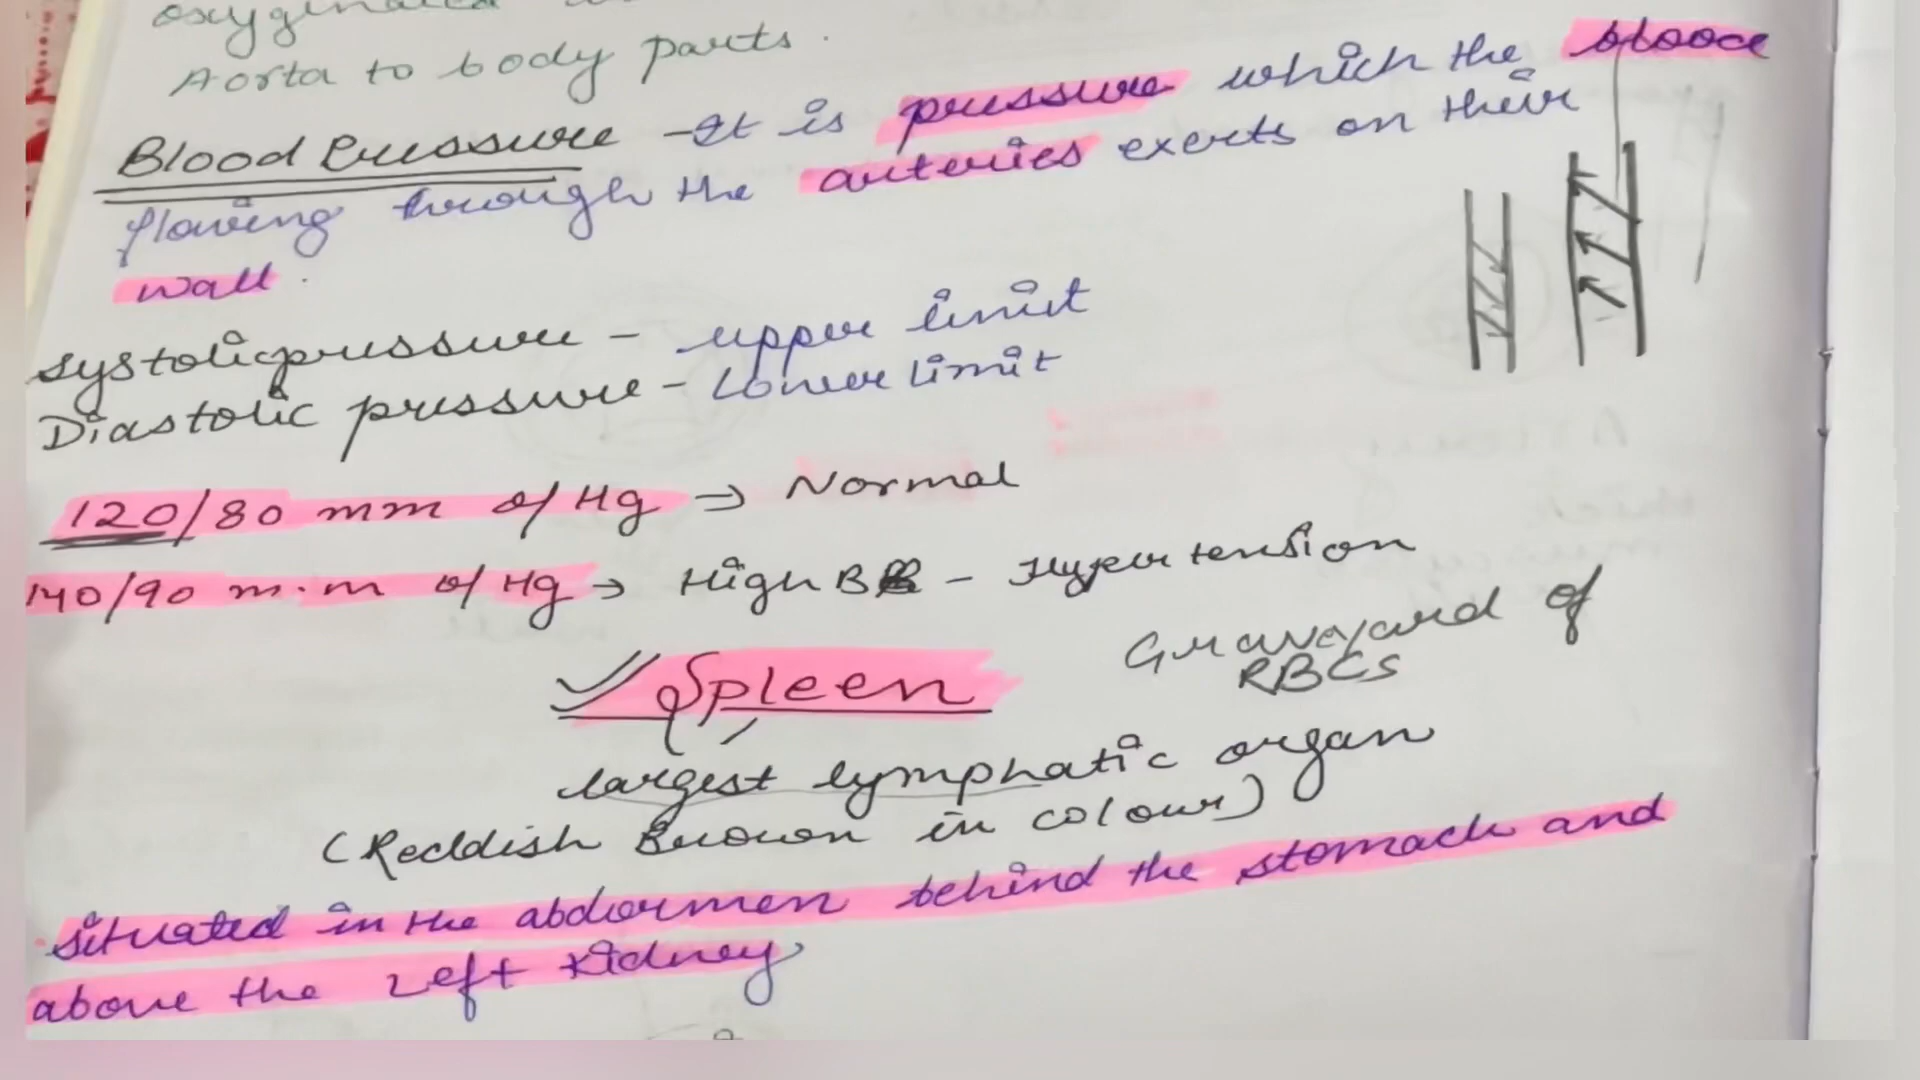 oxyginated
Aorta to body parts.
Blood Pressure - It is pressure which the blood
flowing through the arteries exerts on their
wall.
Systolic pressure - upper limit
Diastolic pressure - Lower limit
120/80 mm of Hg → Normal
140/90 m.m of Hg → High BP - Hypertension
Graveyard of
RBCs
Spleen
largest lymphatic organ
(Reddish Brown in colour)
situated in the abdormen behind the stomach and
above the Left kidney